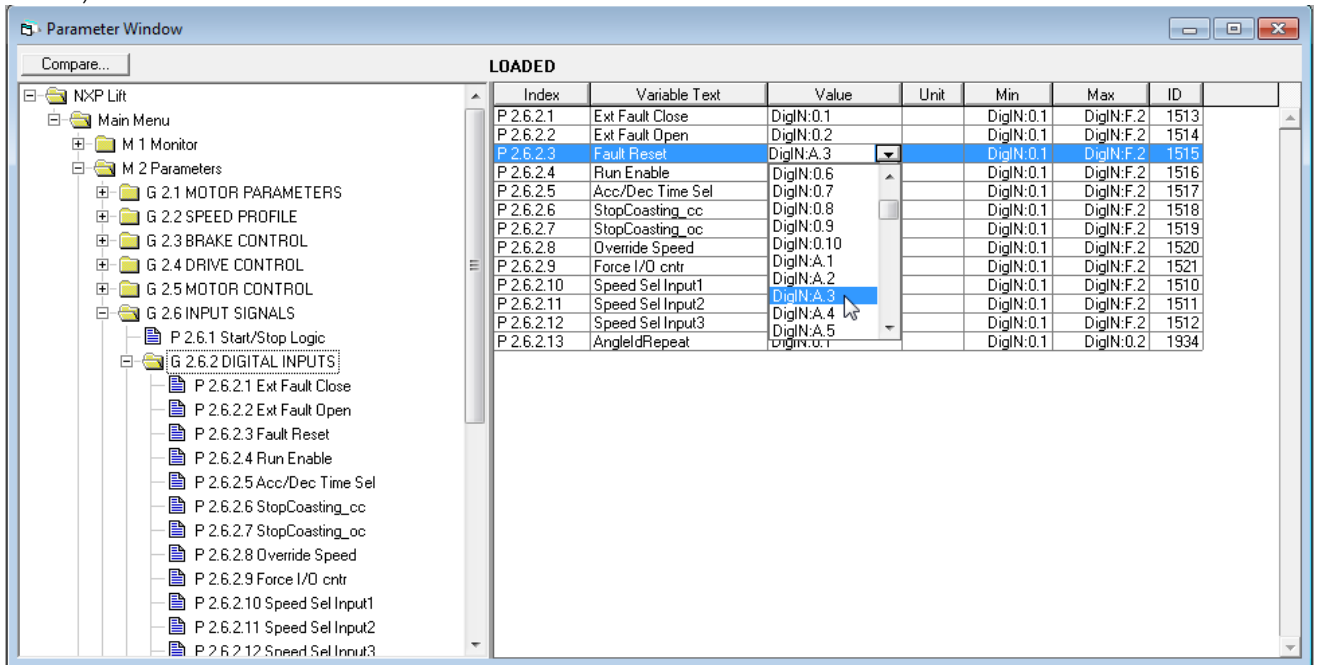 Parameter Window
Compare...
LOADED
NXP Lift
Main Menu
M 1 Monitor
M 2 Parameters
G 2.1 MOTOR PARAMETERS
G 2.2 SPEED PROFILE
G 2.3 BRAKE CONTROL
G 2.4 DRIVE CONTROL
G 2.5 MOTOR CONTROL
G 2.6 INPUT SIGNALS
P 2.6.1 Start/Stop Logic
G 2.6.2 DIGITAL INPUTS
P 2.6.2.1 Ext Fault Close
P 2.6.2.2 Ext Fault Open
P 2.6.2.3 Fault Reset
P 2.6.2.4 Run Enable
P 2.6.2.5 Acc/Dec Time Sel
P 2.6.2.6 StopCoasting_cc
P 2.6.2.7 StopCoasting_oc
P 2.6.2.8 Override Speed
P 2.6.2.9 Force I/O cntr
P 2.6.2.10 Speed Sel Input1
P 2.6.2.11 Speed Sel Input2
P 2.6.2.12 Speed Sel Input3
Index Variable Text Value Unit Min Max ID
P 2.6.2.1 Ext Fault Close DigIN:0.1 DigIN:0.1 DigIN:F.2 1513
P 2.6.2.2 Ext Fault Open DigIN:0.2 DigIN:0.1 DigIN:F.2 1514
P 2.6.2.3 Fault Reset DigIN:A.3 DigIN:0.1 DigIN:F.2 1515
P 2.6.2.4 Run Enable DigIN:0.1 DigIN:F.2 1516
P 2.6.2.5 Acc/Dec Time Sel DigIN:0.1 DigIN:F.2 1517
P 2.6.2.6 StopCoasting_cc DigIN:0.1 DigIN:F.2 1518
P 2.6.2.7 StopCoasting_oc DigIN:0.1 DigIN:F.2 1519
P 2.6.2.8 Override Speed DigIN:0.1 DigIN:F.2 1520
P 2.6.2.9 Force I/O cntr DigIN:0.1 DigIN:F.2 1521
P 2.6.2.10 Speed Sel Input1 DigIN:0.1 DigIN:F.2 1510
P 2.6.2.11 Speed Sel Input2 DigIN:0.1 DigIN:F.2 1511
P 2.6.2.12 Speed Sel Input3 DigIN:0.1 DigIN:F.2 1512
P 2.6.2.13 AngleIdRepeat DigIN:0.1 DigIN:0.1 DigIN:0.2 1934
DigIN:0.6
DigIN:0.7
DigIN:0.8
DigIN:0.9
DigIN:0.10
DigIN:A.1
DigIN:A.2
DigIN:A.3
DigIN:A.4
DigIN:A.5